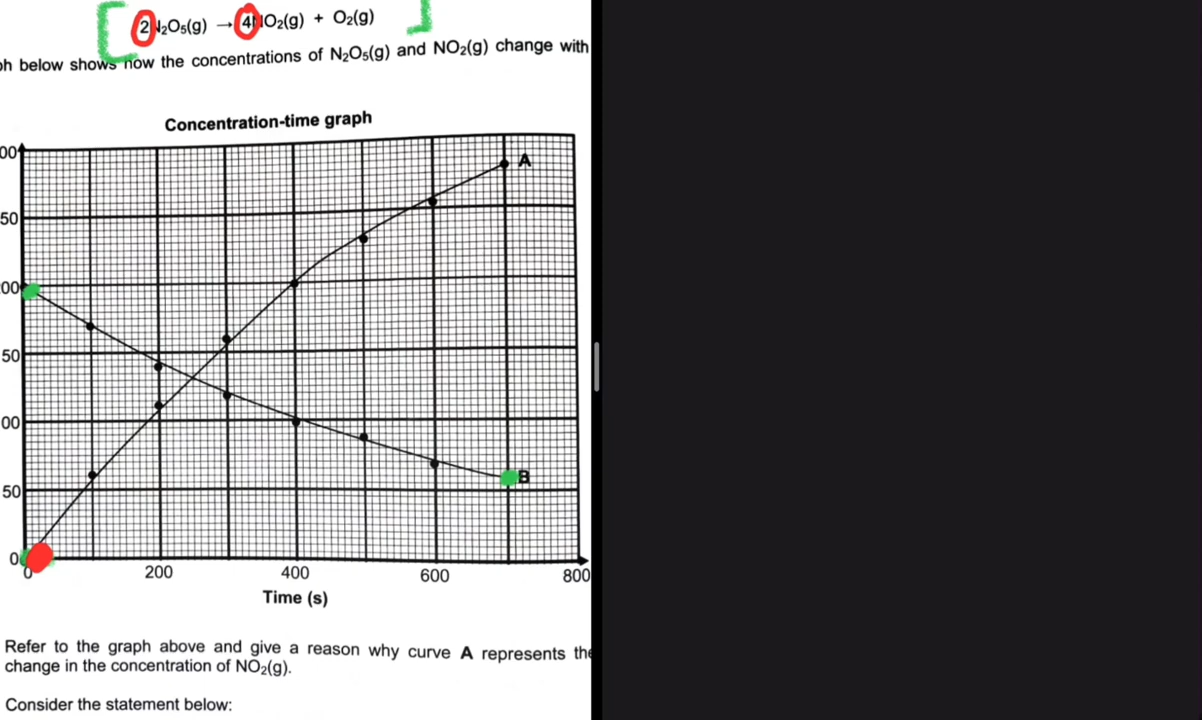 2N₂O₅(g) → 4NO₂(g) + O₂(g)
below shows how the concentrations of N₂O₅(g) and NO₂(g) change with
Concentration-time graph
A
B
00
50
00
50
00
50
0
0
200
400
600
800
Time (s)
Refer to the graph above and give a reason why curve A represents the
change in the concentration of NO₂(g).
Consider the statement below: